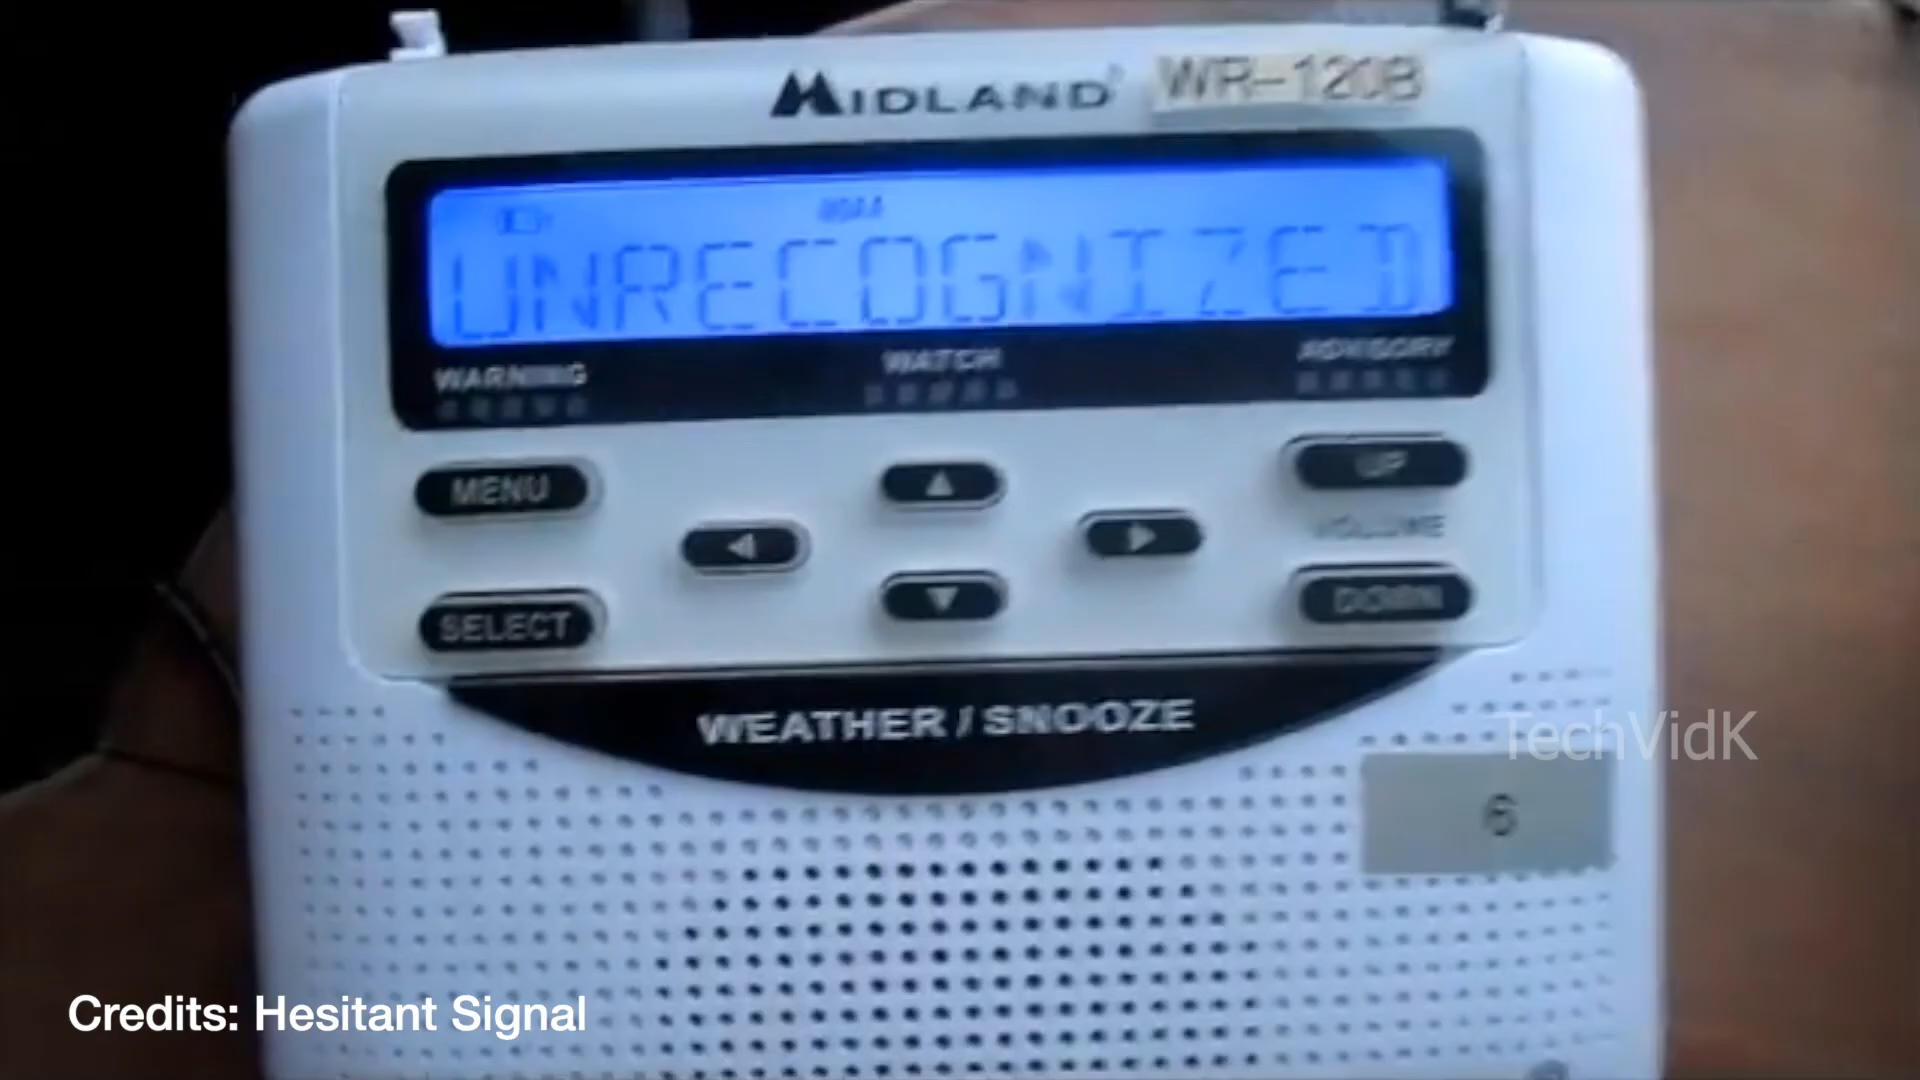 MIDLAND WR-120B
UNRECOGNIZED
WARNING WATCH ADVISORY
MENU UP
VOLUME
SELECT DOWN
WEATHER / SNOOZE
TechVidK
6
Credits: Hesitant Signal